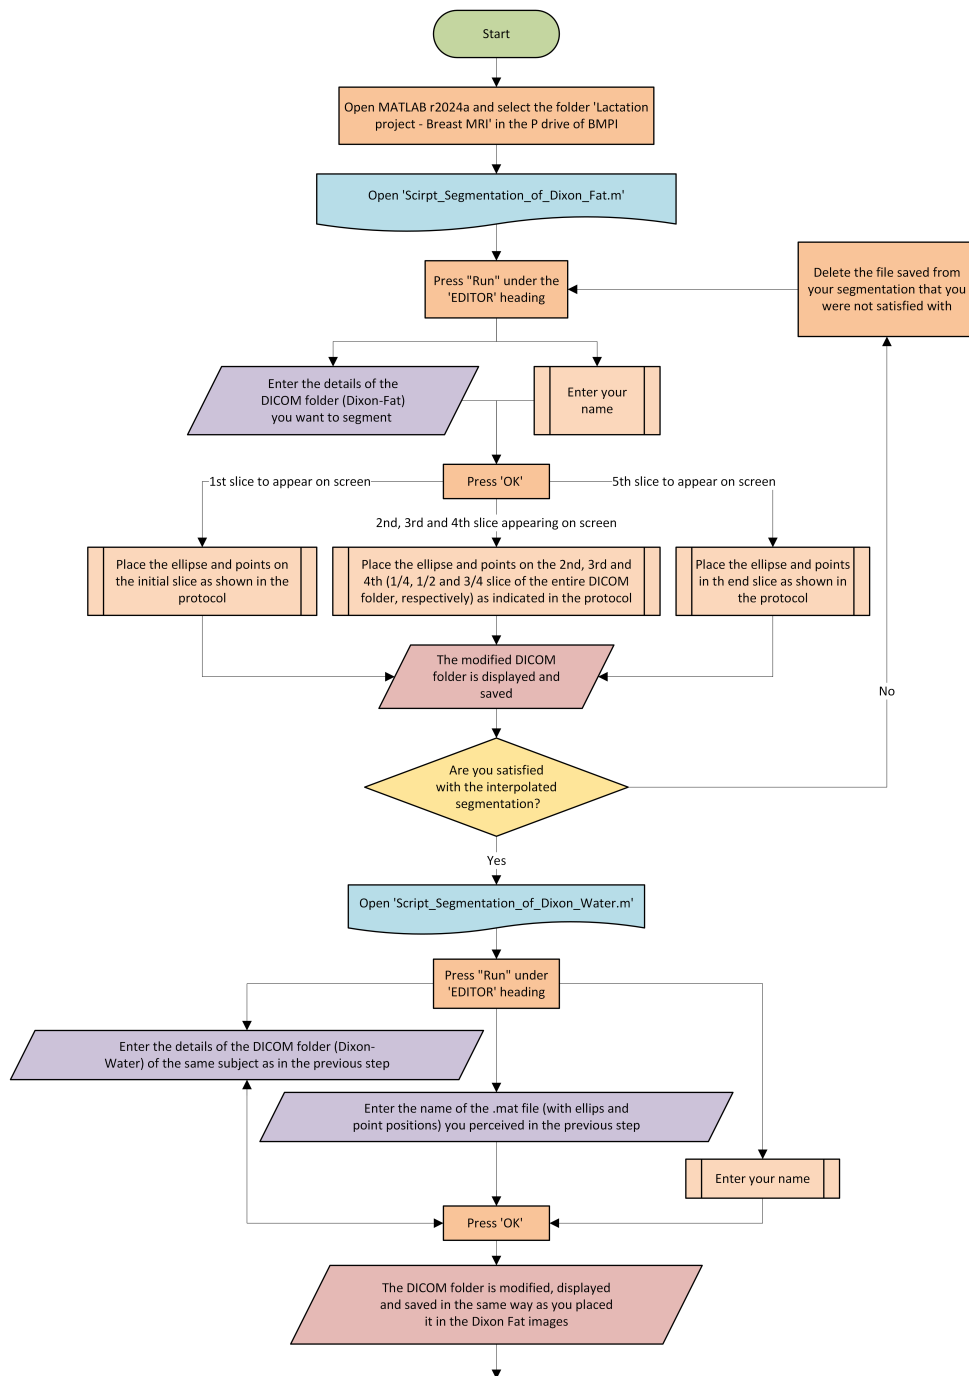 Start
Open MATLAB r2024a and select the folder 'Lactation
project - Breast MRI' in the P drive of BMPI
Open 'Scirpt_Segmentation_of_Dixon_Fat.m'
Press "Run" under the
'EDITOR' heading
Delete the file saved from
your segmentation that you
were not satisfied with
Enter the details of the
DICOM folder (Dixon-Fat)
you want to segment
Enter your
name
Press 'OK'
1st slice to appear on screen
5th slice to appear on screen
2nd, 3rd and 4th slice appearing on screen
Place the ellipse and points on
the initial slice as shown in the
protocol
Place the ellipse and points on the 2nd, 3rd and
4th (1/4, 1/2 and 3/4 slice of the entire DICOM
folder, respectively) as indicated in the protocol
Place the ellipse and points
in th end slice as shown in
the protocol
The modified DICOM
folder is displayed and
saved
No
Are you satisfied
with the interpolated
segmentation?
Yes
Open 'Script_Segmentation_of_Dixon_Water.m'
Press "Run" under
'EDITOR' heading
Enter the details of the DICOM folder (Dixon-
Water) of the same subject as in the previous step
Enter the name of the .mat file (with ellips and
point positions) you perceived in the previous step
Enter your name
Press 'OK'
The DICOM folder is modified, displayed
and saved in the same way as you placed
it in the Dixon Fat images